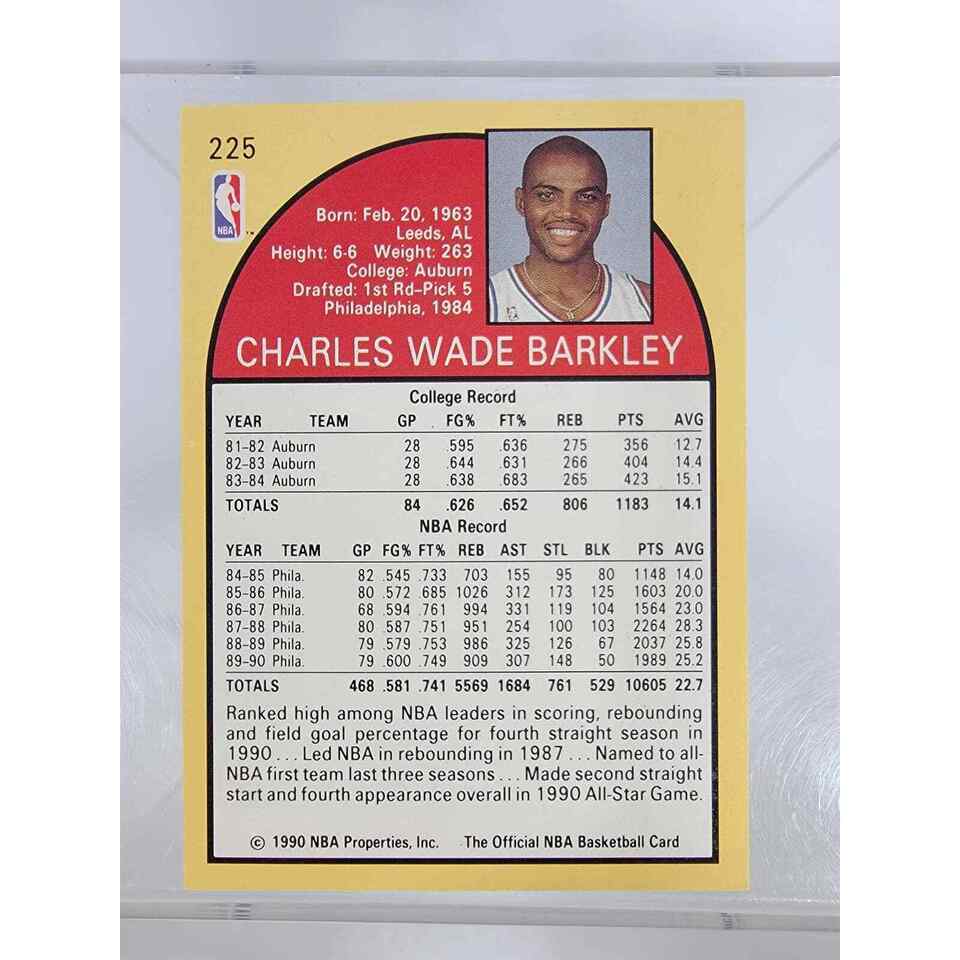 225
NBA
Born: Feb. 20, 1963
Leeds, AL
Height: 6-6 Weight: 263
College: Auburn
Drafted: 1st Rd–Pick 5
Philadelphia, 1984
CHARLES WADE BARKLEY
College Record
YEAR TEAM GP FG% FT% REB PTS AVG
81-82 Auburn 28 .595 .636 275 356 12.7
82-83 Auburn 28 .644 .631 266 404 14.4
83-84 Auburn 28 .638 .683 265 423 15.1
TOTALS 84 .626 .652 806 1183 14.1
NBA Record
YEAR TEAM GP FG% FT% REB AST STL BLK PTS AVG
84-85 Phila. 82 .545 .733 703 155 95 80 1148 14.0
85-86 Phila. 80 .572 .685 1026 312 173 125 1603 20.0
86-87 Phila. 68 .594 .761 994 331 119 104 1564 23.0
87-88 Phila. 80 .587 .751 951 254 100 103 2264 28.3
88-89 Phila. 79 .579 .753 986 325 126 67 2037 25.8
89-90 Phila. 79 .600 .749 909 307 148 50 1989 25.2
TOTALS 468 .581 .741 5569 1684 761 529 10605 22.7
Ranked high among NBA leaders in scoring, rebounding
and field goal percentage for fourth straight season in
1990 . . . Led NBA in rebounding in 1987 . . . Named to all-
NBA first team last three seasons . . . Made second straight
start and fourth appearance overall in 1990 All-Star Game.
© 1990 NBA Properties, Inc. The Official NBA Basketball Card